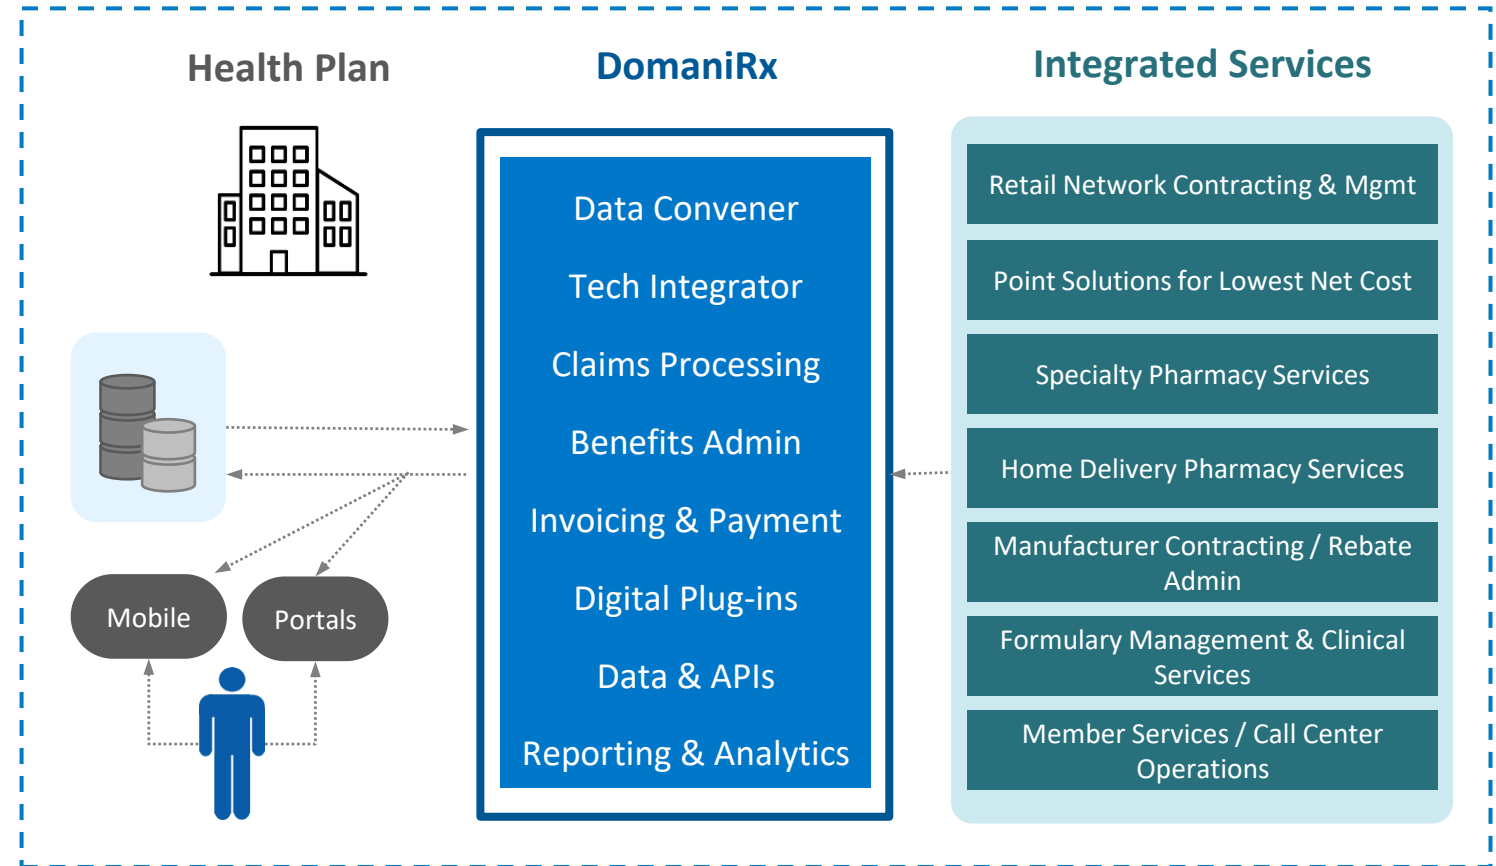 Health Plan
DomaniRx
Integrated Services
Mobile
Portals
Data Convener
Tech Integrator
Claims Processing
Benefits Admin
Invoicing & Payment
Digital Plug-ins
Data & APIs
Reporting & Analytics
Retail Network Contracting & Mgmt
Point Solutions for Lowest Net Cost
Specialty Pharmacy Services
Home Delivery Pharmacy Services
Manufacturer Contracting / Rebate
Admin
Formulary Management & Clinical
Services
Member Services / Call Center
Operations